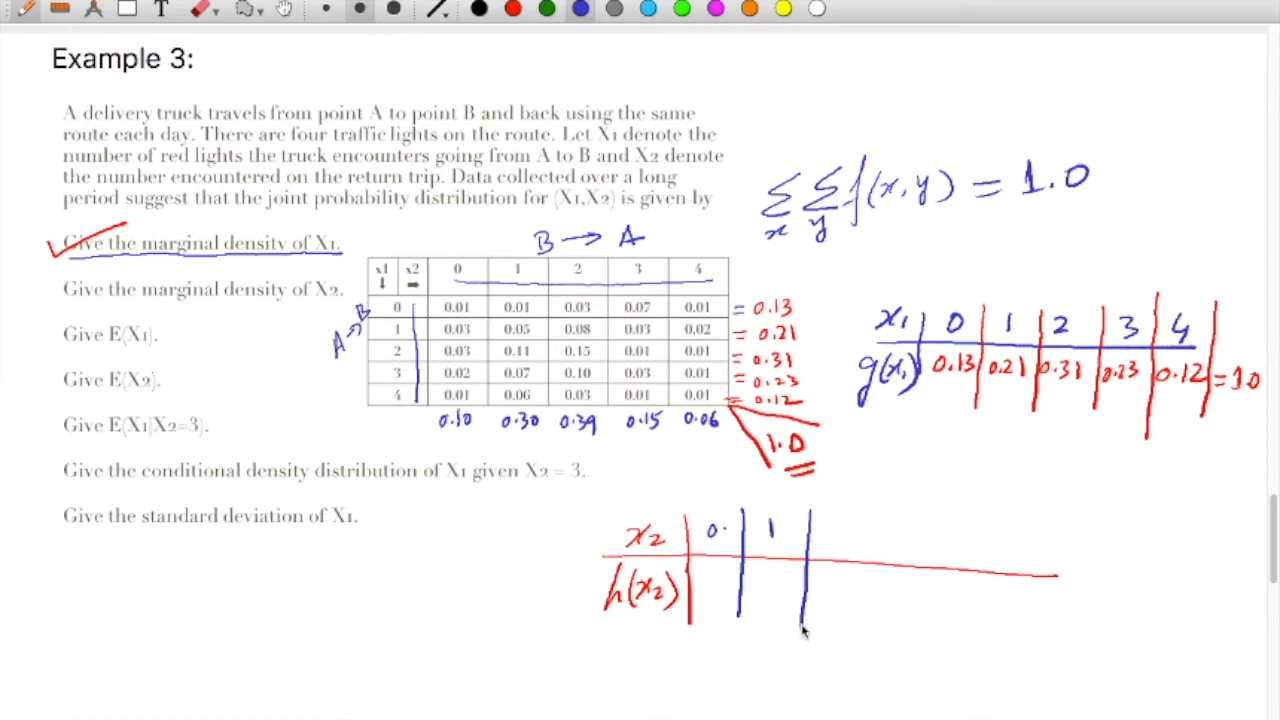 T
Example 3:
A delivery truck travels from point A to point B and back using the same
route each day. There are four traffic lights on the route. Let X1 denote the
number of red lights the truck encounters going from A to B and X2 denote
the number encountered on the return trip. Data collected over a long
period suggest that the joint probability distribution for (X1,X2) is given by
∑x ∑y f(x,y) = 1.0
Give the marginal density of X1.
B → A
Give the marginal density of X2.
Give E(X1).
Give E(X2).
Give E(X1|X2=3).
Give the conditional density distribution of X1 given X2 = 3.
Give the standard deviation of X1.
x1 ⬇ x2 ➡ 0 1 2 3 4
A → B
0 0.01 0.01 0.03 0.07 0.01 = 0.13
1 0.03 0.05 0.08 0.03 0.02 = 0.21
2 0.03 0.11 0.15 0.01 0.01 = 0.31
3 0.02 0.07 0.10 0.03 0.01 = 0.23
4 0.01 0.06 0.03 0.01 0.01 = 0.12
0.10 0.30 0.39 0.15 0.06
1.0
x1 0 1 2 3 4
g(x1) 0.13 0.21 0.31 0.23 0.12 = 1.0
x2 0. 1
h(x2)